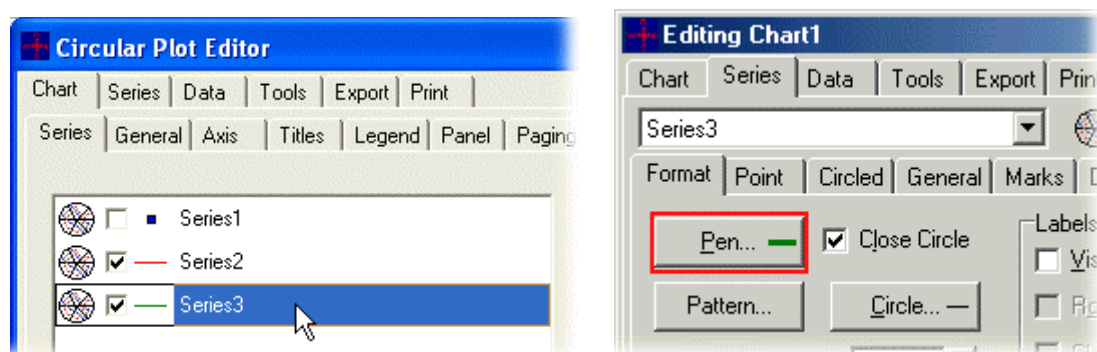 Circular Plot Editor
Chart Series Data Tools Export Print
Series General Axis Titles Legend Panel Paging
Series1
Series2
Series3
Editing Chart1
Chart Series Data Tools Export
Series3
Format Point Circled General Marks
Pen... Close Circle
Labels
Pattern... Circle...